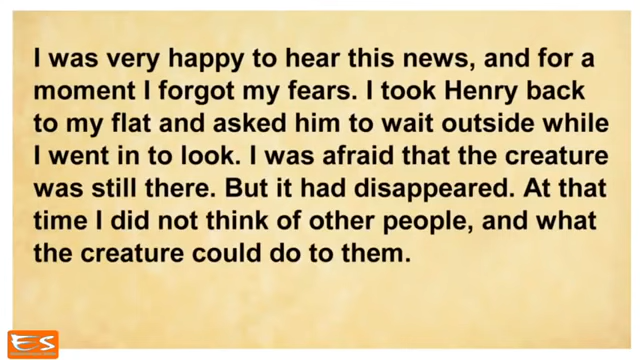 I was very happy to hear this news, and for a
moment I forgot my fears. I took Henry back
to my flat and asked him to wait outside while
I went in to look. I was afraid that the creature
was still there. But it had disappeared. At that
time I did not think of other people, and what
the creature could do to them.
ES